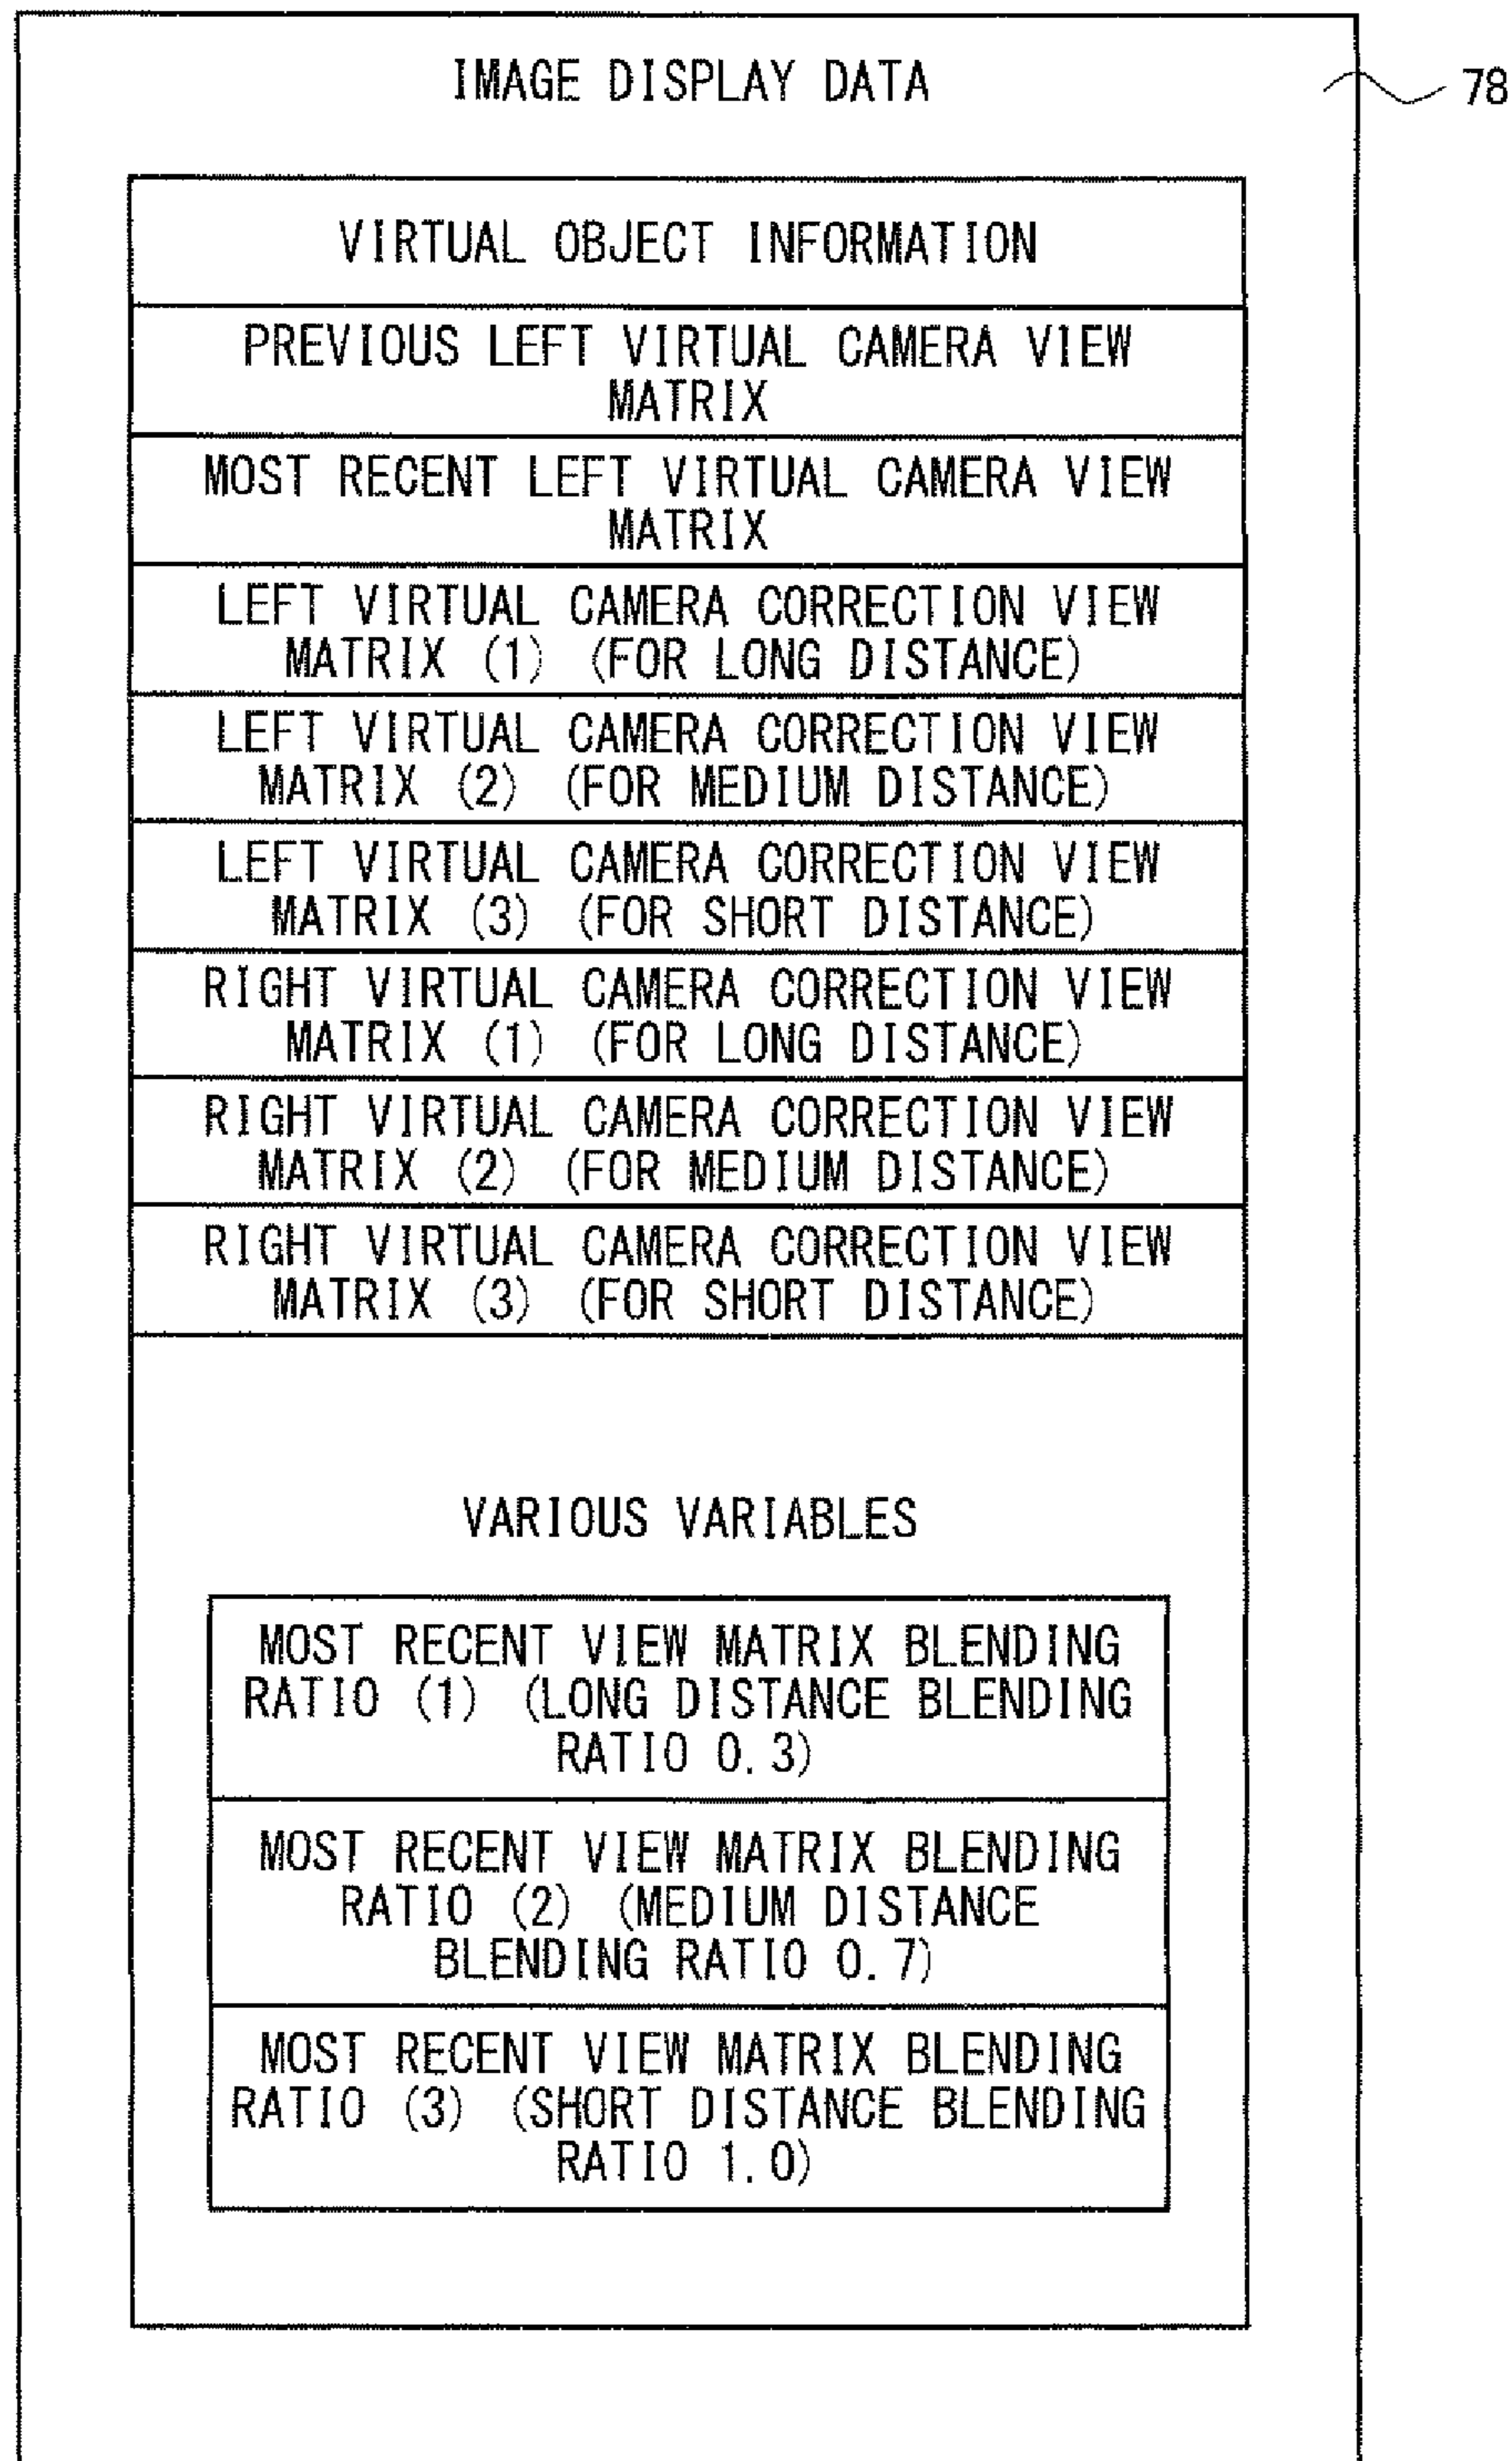 IMAGE DISPLAY DATA
78
VIRTUAL OBJECT INFORMATION
PREVIOUS LEFT VIRTUAL CAMERA VIEW
MATRIX
MOST RECENT LEFT VIRTUAL CAMERA VIEW
MATRIX
LEFT VIRTUAL CAMERA CORRECTION VIEW
MATRIX (1) (FOR LONG DISTANCE)
LEFT VIRTUAL CAMERA CORRECTION VIEW
MATRIX (2) (FOR MEDIUM DISTANCE)
LEFT VIRTUAL CAMERA CORRECTION VIEW
MATRIX (3) (FOR SHORT DISTANCE)
RIGHT VIRTUAL CAMERA CORRECTION VIEW
MATRIX (1) (FOR LONG DISTANCE)
RIGHT VIRTUAL CAMERA CORRECTION VIEW
MATRIX (2) (FOR MEDIUM DISTANCE)
RIGHT VIRTUAL CAMERA CORRECTION VIEW
MATRIX (3) (FOR SHORT DISTANCE)
VARIOUS VARIABLES
MOST RECENT VIEW MATRIX BLENDING
RATIO (1) (LONG DISTANCE BLENDING
RATIO 0.3)
MOST RECENT VIEW MATRIX BLENDING
RATIO (2) (MEDIUM DISTANCE
BLENDING RATIO 0.7)
MOST RECENT VIEW MATRIX BLENDING
RATIO (3) (SHORT DISTANCE BLENDING
RATIO 1.0)